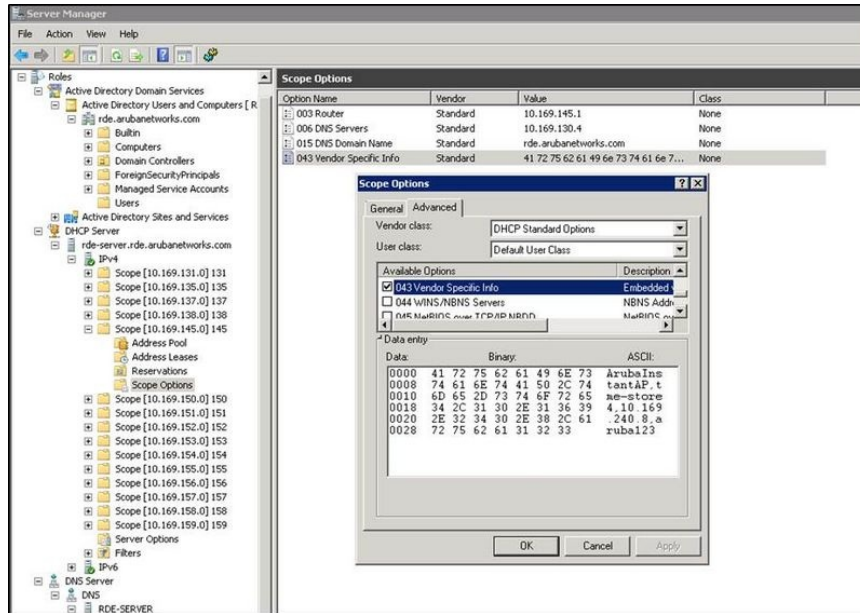 Server Manager
File Action View Help
Roles
Active Directory Domain Services
Active Directory Users and Computers [ R
rde.arubanetworks.com
Builtin
Computers
Domain Controllers
ForeignSecurityPrincipals
Managed Service Accounts
Users
Active Directory Sites and Services
DHCP Server
rde-server.rde.arubanetworks.com
IPv4
Scope [10.169.131.0] 131
Scope [10.169.135.0] 135
Scope [10.169.137.0] 137
Scope [10.169.138.0] 138
Scope [10.169.145.0] 145
Address Pool
Address Leases
Reservations
Scope Options
Scope [10.169.150.0] 150
Scope [10.169.151.0] 151
Scope [10.169.152.0] 152
Scope [10.169.153.0] 153
Scope [10.169.154.0] 154
Scope [10.169.155.0] 155
Scope [10.169.156.0] 156
Scope [10.169.157.0] 157
Scope [10.169.158.0] 158
Scope [10.169.159.0] 159
Server Options
Filters
IPv6
DNS Server
DNS
RDE-SERVER
Scope Options
Option Name Vendor Value Class
003 Router Standard 10.169.145.1 None
006 DNS Servers Standard 10.169.130.4 None
015 DNS Domain Name Standard rde.arubanetworks.com None
043 Vendor Specific Info Standard 41 72 75 62 61 49 6e 73 74 61 6e 7... None
Scope Options
General Advanced
Vendor class: DHCP Standard Options
User class: Default User Class
Available Options Description
043 Vendor Specific Info Embedded
044 WINS/NBNS Servers NBNS Addr
045 NetBIOS over TCP/IP NBDD NetBIOS
Data entry
Data: Binary: ASCII:
0000 41 72 75 62 61 49 6E 73 ArubaIns
0008 74 61 6E 74 41 50 2C 74 tantAP,t
0010 6D 65 2D 73 74 6F 72 65 me-store
0018 34 2C 31 30 2E 31 36 39 4,10.169
0020 2E 32 34 30 2E 38 2C 61 .240.8,a
0028 72 75 62 61 31 32 33 ruba123
OK Cancel Apply